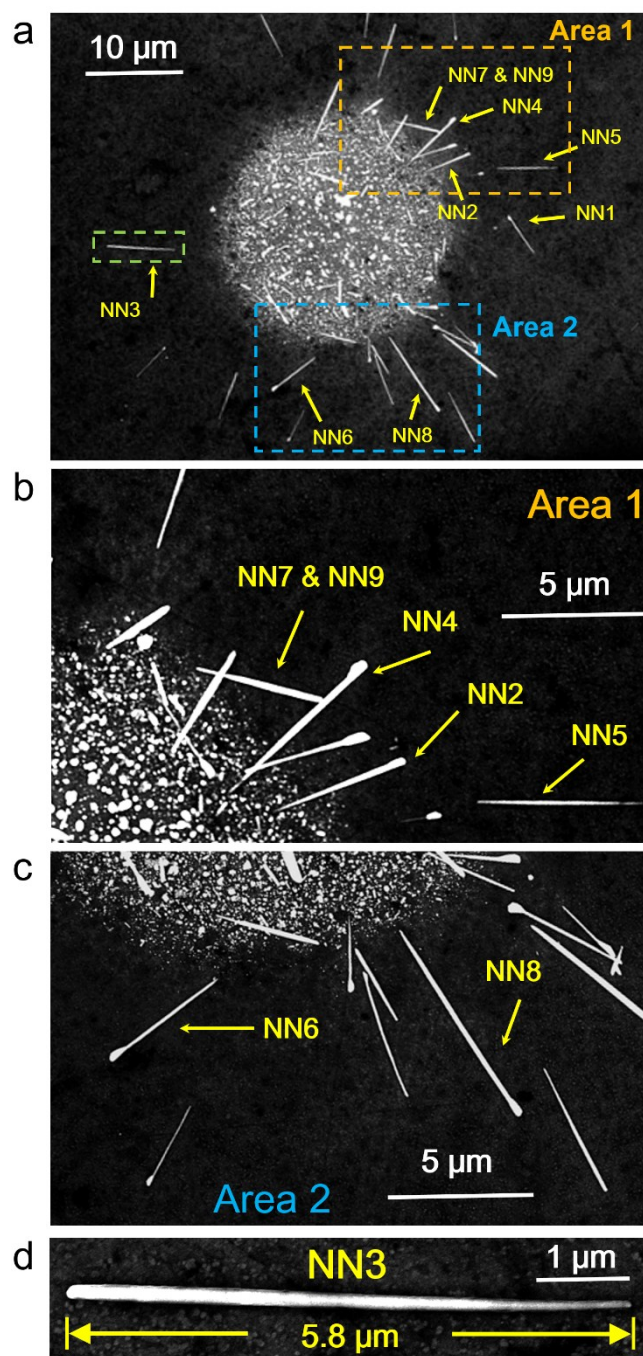 a
Area 1
10 µm
NN7 & NN9
NN4
NN5
NN2
NN1
NN3
Area 2
NN6
NN8
b
Area 1
NN7 & NN9
5 µm
NN4
NN2
NN5
c
NN8
NN6
5 µm
Area 2
d
NN3
1 µm
5.8 µm